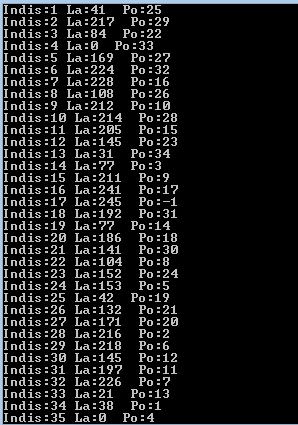 Indis:1 La:41 Po:25
Indis:2 La:217 Po:29
Indis:3 La:84 Po:22
Indis:4 La:0 Po:33
Indis:5 La:169 Po:27
Indis:6 La:224 Po:32
Indis:7 La:228 Po:16
Indis:8 La:108 Po:26
Indis:9 La:212 Po:10
Indis:10 La:214 Po:28
Indis:11 La:205 Po:15
Indis:12 La:145 Po:23
Indis:13 La:31 Po:34
Indis:14 La:77 Po:3
Indis:15 La:211 Po:9
Indis:16 La:241 Po:17
Indis:17 La:245 Po:-1
Indis:18 La:192 Po:31
Indis:19 La:77 Po:14
Indis:20 La:186 Po:18
Indis:21 La:141 Po:30
Indis:22 La:104 Po:8
Indis:23 La:152 Po:24
Indis:24 La:153 Po:5
Indis:25 La:42 Po:19
Indis:26 La:132 Po:21
Indis:27 La:171 Po:20
Indis:28 La:216 Po:2
Indis:29 La:218 Po:6
Indis:30 La:145 Po:12
Indis:31 La:197 Po:11
Indis:32 La:226 Po:7
Indis:33 La:21 Po:13
Indis:34 La:38 Po:1
Indis:35 La:0 Po:4